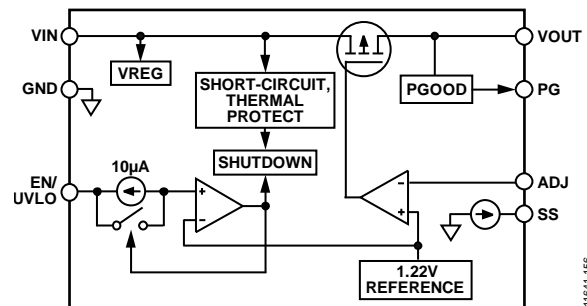 VIN
VOUT
VREG
GND
SHORT-CIRCUIT,
THERMAL
PROTECT
PGOOD
PG
10µA
SHUTDOWN
EN/
UVLO
+
–
–
+
ADJ
SS
1.22V
REFERENCE